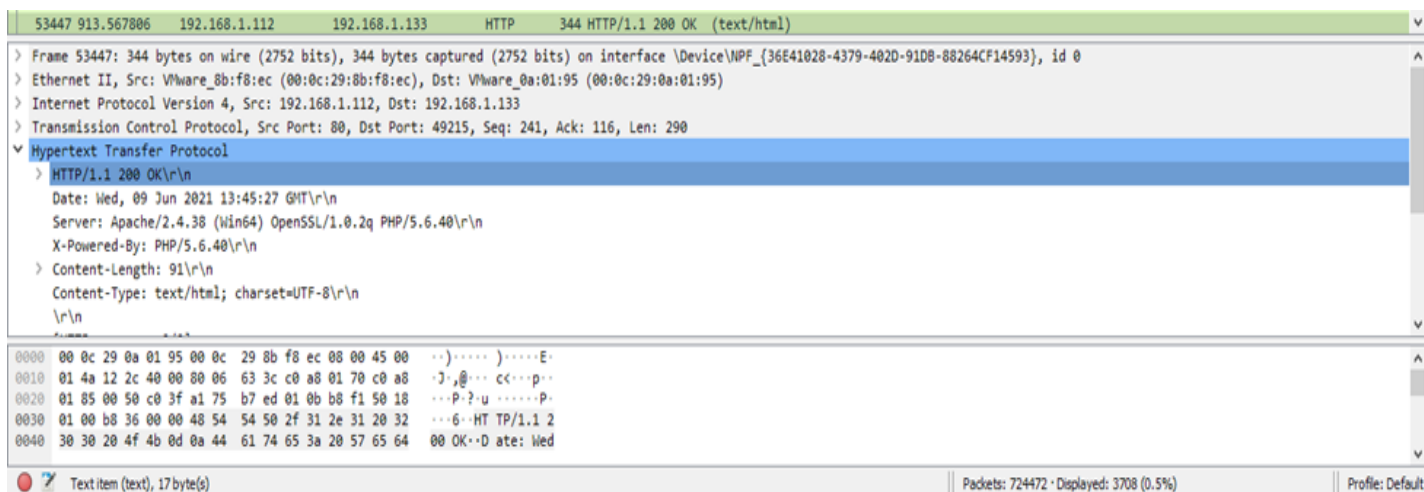 53447 913.567806 192.168.1.112 192.168.1.133 HTTP 344 HTTP/1.1 200 OK (text/html)
> Frame 53447: 344 bytes on wire (2752 bits), 344 bytes captured (2752 bits) on interface \Device\NPF_{36E41028-4379-402D-91DB-88264CF14593}, id 0
> Ethernet II, Src: VMware_8b:f8:ec (00:0c:29:8b:f8:ec), Dst: VMware_0a:01:95 (00:0c:29:0a:01:95)
> Internet Protocol Version 4, Src: 192.168.1.112, Dst: 192.168.1.133
> Transmission Control Protocol, Src Port: 80, Dst Port: 49215, Seq: 241, Ack: 116, Len: 290
Hypertext Transfer Protocol
> HTTP/1.1 200 OK\r\n
Date: Wed, 09 Jun 2021 13:45:27 GMT\r\n
Server: Apache/2.4.38 (Win64) OpenSSL/1.0.2q PHP/5.6.40\r\n
X-Powered-By: PHP/5.6.40\r\n
> Content-Length: 91\r\n
Content-Type: text/html; charset=UTF-8\r\n
\r\n
0000 00 0c 29 0a 01 95 00 0c 29 8b f8 ec 08 00 45 00 ··)····· )·····E·
0010 01 4a 12 2c 40 00 80 06 63 3c c0 a8 01 70 c0 a8 ·J·,@··· c<···p··
0020 01 85 00 50 c0 3f a1 75 b7 ed 01 0b b8 f1 50 18 ···P·?·u ······P·
0030 01 00 b8 36 00 00 48 54 54 50 2f 31 2e 31 20 32 ···6··HT TP/1.1 2
0040 30 30 20 4f 4b 0d 0a 44 61 74 65 3a 20 57 65 64 00 OK··D ate: Wed
Text item (text), 17 byte(s) Packets: 724472 · Displayed: 3708 (0.5%) Profile: Default